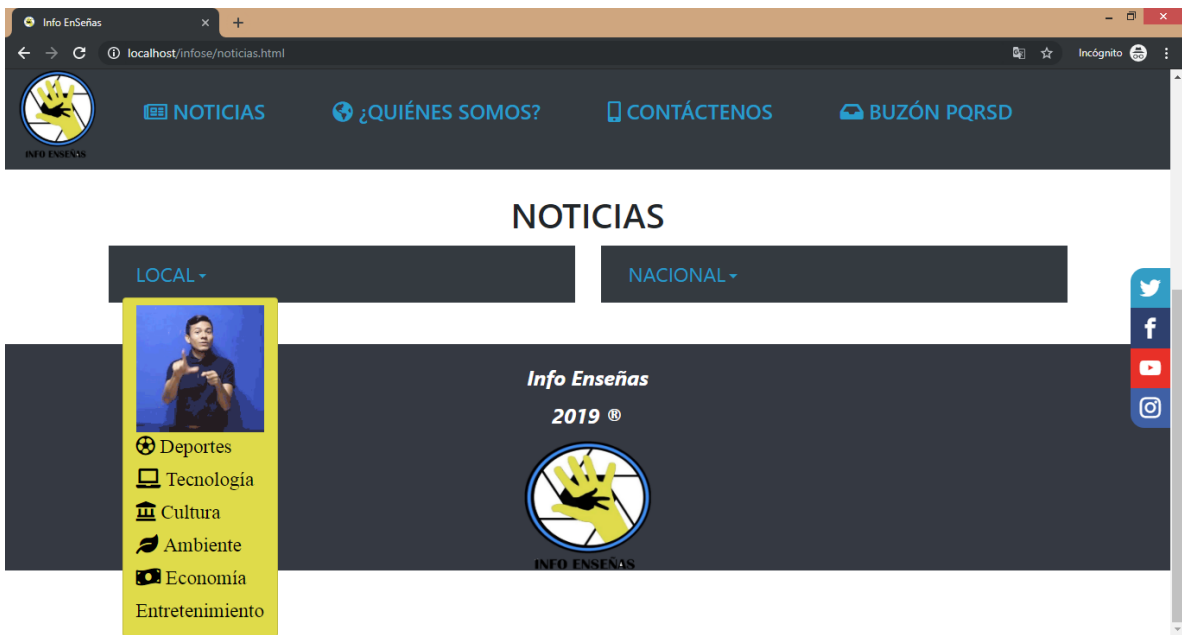 Info EnSeñas
localhost/infose/noticias.html
Incógnito
INFO ENSEÑAS
NOTICIAS
¿QUIÉNES SOMOS?
CONTÁCTENOS
BUZÓN PQRSD
NOTICIAS
LOCAL
NACIONAL
Deportes
Tecnología
Cultura
Ambiente
Economía
Entretenimiento
Info Enseñas
2019 ®
INFO ENSEÑAS